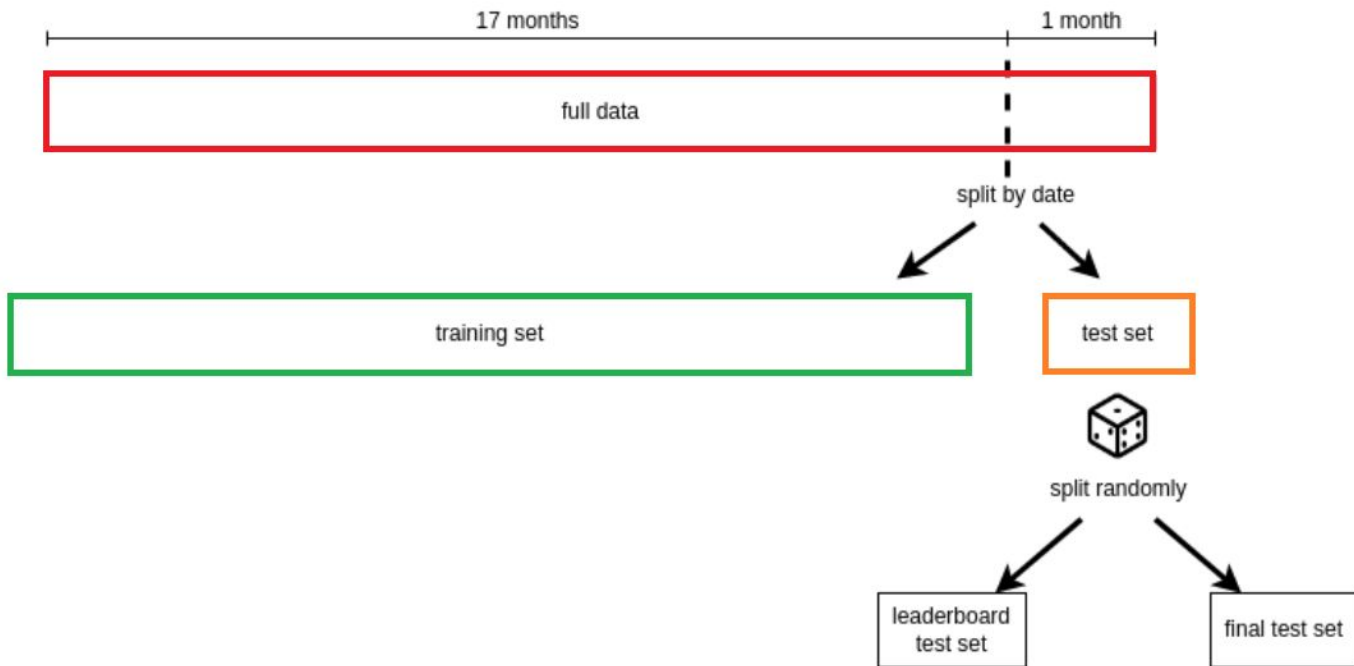 17 months
1 month
full data
split by date
training set
test set
split randomly
leaderboard
test set
final test set